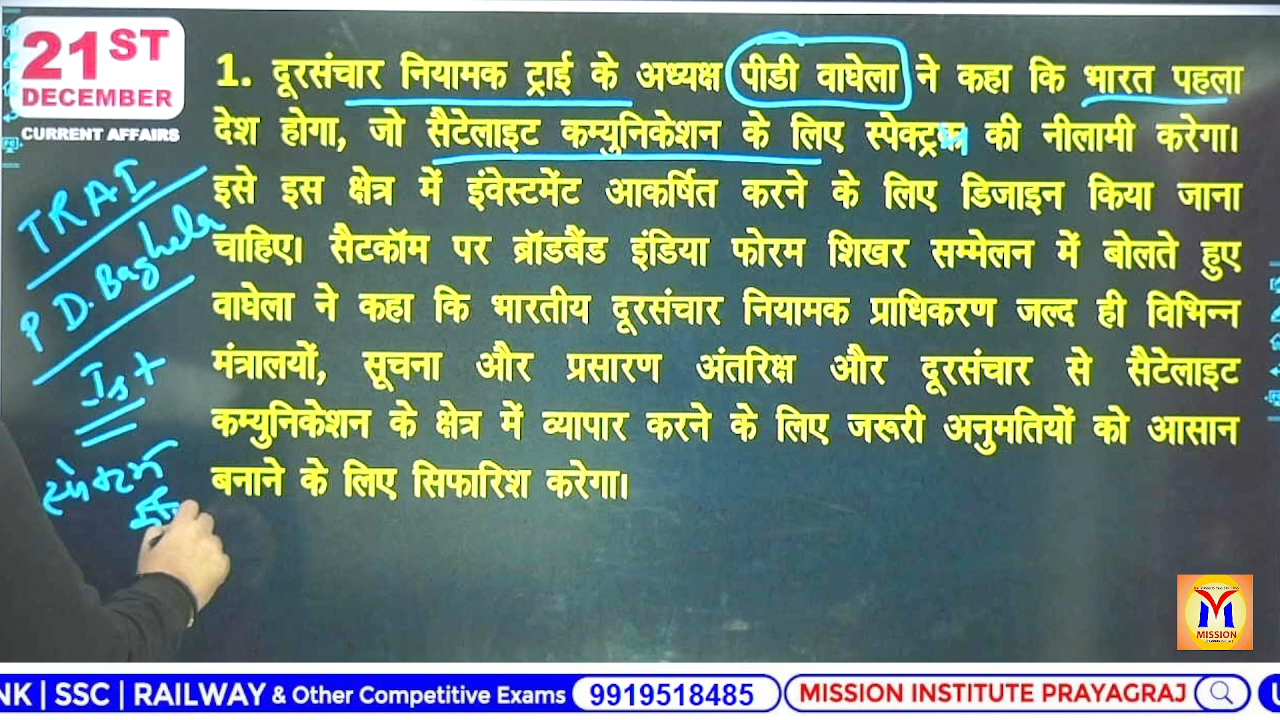 21ST
DECEMBER
CURRENT AFFAIRS
1. दूरसंचार नियामक ट्राई के अध्यक्ष पीडी वाघेला ने कहा कि भारत पहला
देश होगा, जो सैटेलाइट कम्युनिकेशन के लिए स्पेक्ट्रम की नीलामी करेगा।
इसे इस क्षेत्र में इंवेस्टमेंट आकर्षित करने के लिए डिजाइन किया जाना
चाहिए। सैटकॉम पर ब्रॉडबैंड इंडिया फोरम शिखर सम्मेलन में बोलते हुए
वाघेला ने कहा कि भारतीय दूरसंचार नियामक प्राधिकरण जल्द ही विभिन्न
मंत्रालयों, सूचना और प्रसारण अंतरिक्ष और दूरसंचार से सैटेलाइट
कम्युनिकेशन के क्षेत्र में व्यापार करने के लिए जरूरी अनुमतियों को आसान
बनाने के लिए सिफारिश करेगा।
TRAI
P D. Baghela
Ist
MISSION
NK | SSC | RAILWAY & Other Competitive Exams 9919518485 MISSION INSTITUTE PRAYAGRAJ